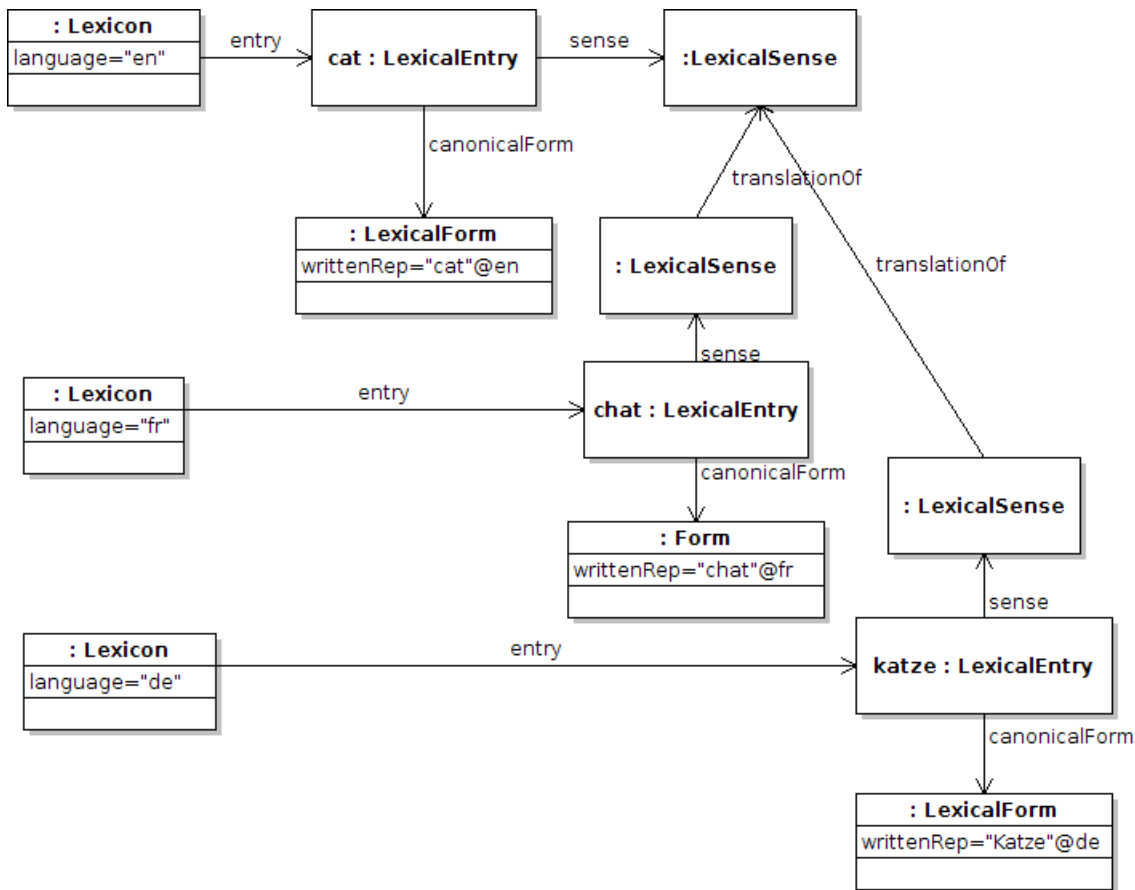 : Lexicon
language="en"
entry
cat : LexicalEntry
sense
:LexicalSense
canonicalForm
translationOf
: LexicalForm
writtenRep="cat"@en
: LexicalSense
translationOf
sense
: Lexicon
language="fr"
entry
chat : LexicalEntry
canonicalForm
: LexicalSense
: Form
writtenRep="chat"@fr
sense
: Lexicon
language="de"
entry
katze : LexicalEntry
canonicalForm
: LexicalForm
writtenRep="Katze"@de